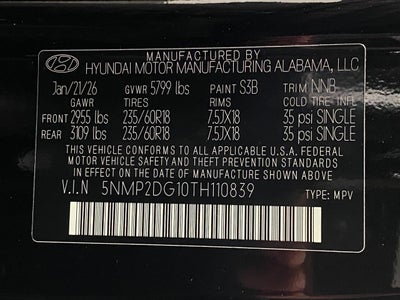 MANUFACTURED BY
HYUNDAI MOTOR MANUFACTURING ALABAMA, LLC
Jan/21/26 GVWR 5799 lbs PAINT S3B TRIM NNB
GAWR TIRES RIMS COLD TIRE INFL
FRONT 2955 lbs 235/60R18 7.5JX18 35 psi SINGLE
REAR 3109 lbs 235/60R18 7.5JX18 35 psi SINGLE
THIS VEHICLE CONFORMS TO ALL APPLICABLE U.S.A. FEDERAL
MOTOR VEHICLE SAFETY AND THEFT PREVENTION STANDARDS
IN EFFECT ON THE DATE OF MANUFACTURE SHOWN ABOVE.
V.I.N 5NMP2DG10TH110839 TYPE: MPV